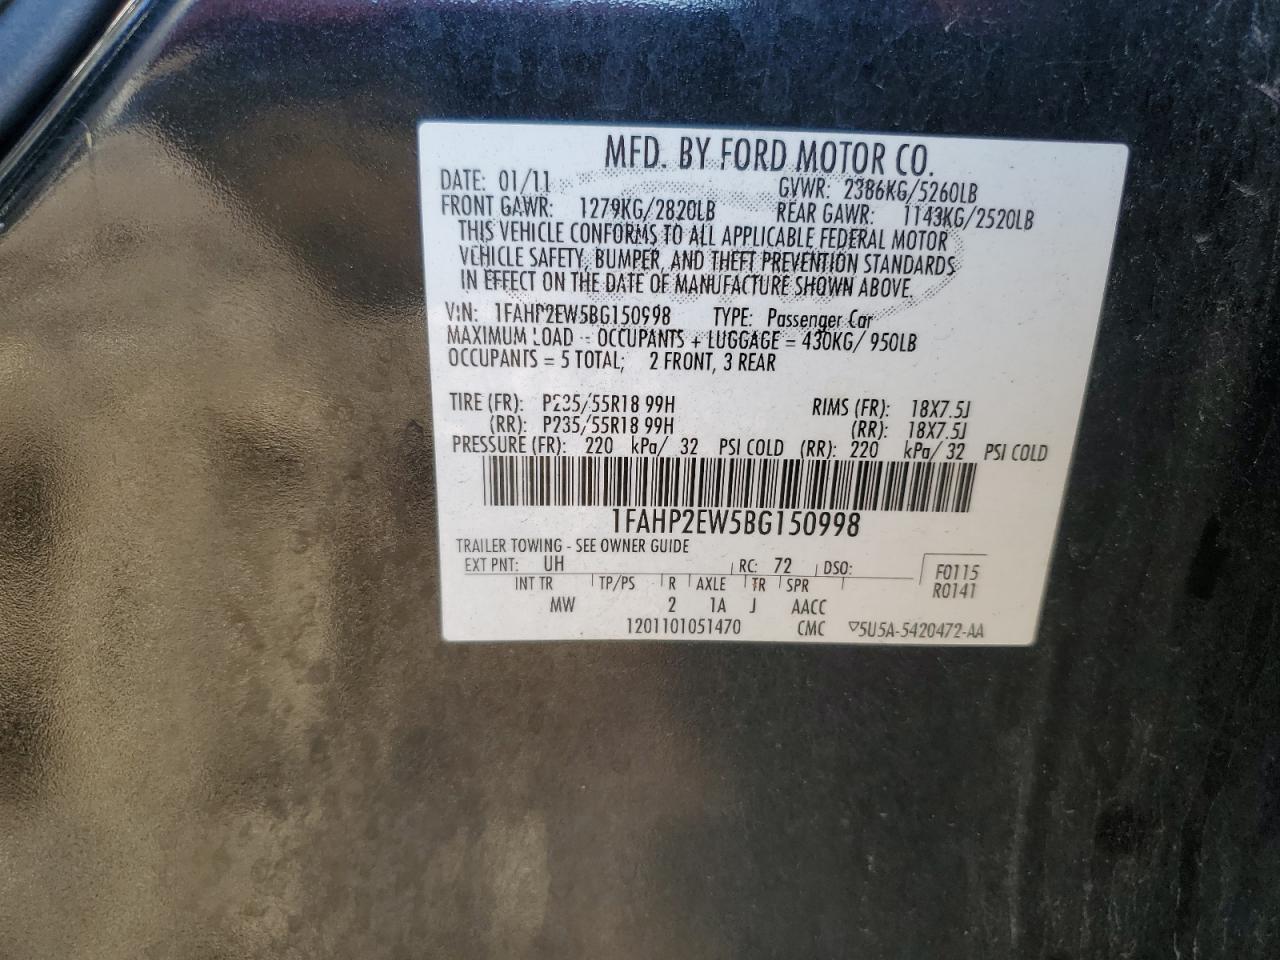 MFD. BY FORD MOTOR CO.
DATE: 01/11 GVWR: 2386KG/5260LB
FRONT GAWR: 1279KG/2820LB REAR GAWR: 1143KG/2520LB
THIS VEHICLE CONFORMS TO ALL APPLICABLE FEDERAL MOTOR
VEHICLE SAFETY, BUMPER, AND THEFT PREVENTION STANDARDS
IN EFFECT ON THE DATE OF MANUFACTURE SHOWN ABOVE.
VIN: 1FAHP2EW5BG150998 TYPE: Passenger Car
MAXIMUM LOAD = OCCUPANTS + LUGGAGE = 430KG/ 950LB
OCCUPANTS = 5 TOTAL; 2 FRONT, 3 REAR
TIRE (FR): P235/55R18 99H RIMS (FR): 18X7.5J
(RR): P235/55R18 99H (RR): 18X7.5J
PRESSURE (FR): 220 kPa/ 32 PSI COLD (RR): 220 kPa/ 32 PSI COLD
1FAHP2EW5BG150998
TRAILER TOWING - SEE OWNER GUIDE
EXT PNT: UH RC: 72 DSO: F0115
R0141
INT TR TP/PS R AXLE TR SPR
MW 2 1A J AACC
1201101051470 CMC ▽5U5A-5420472-AA